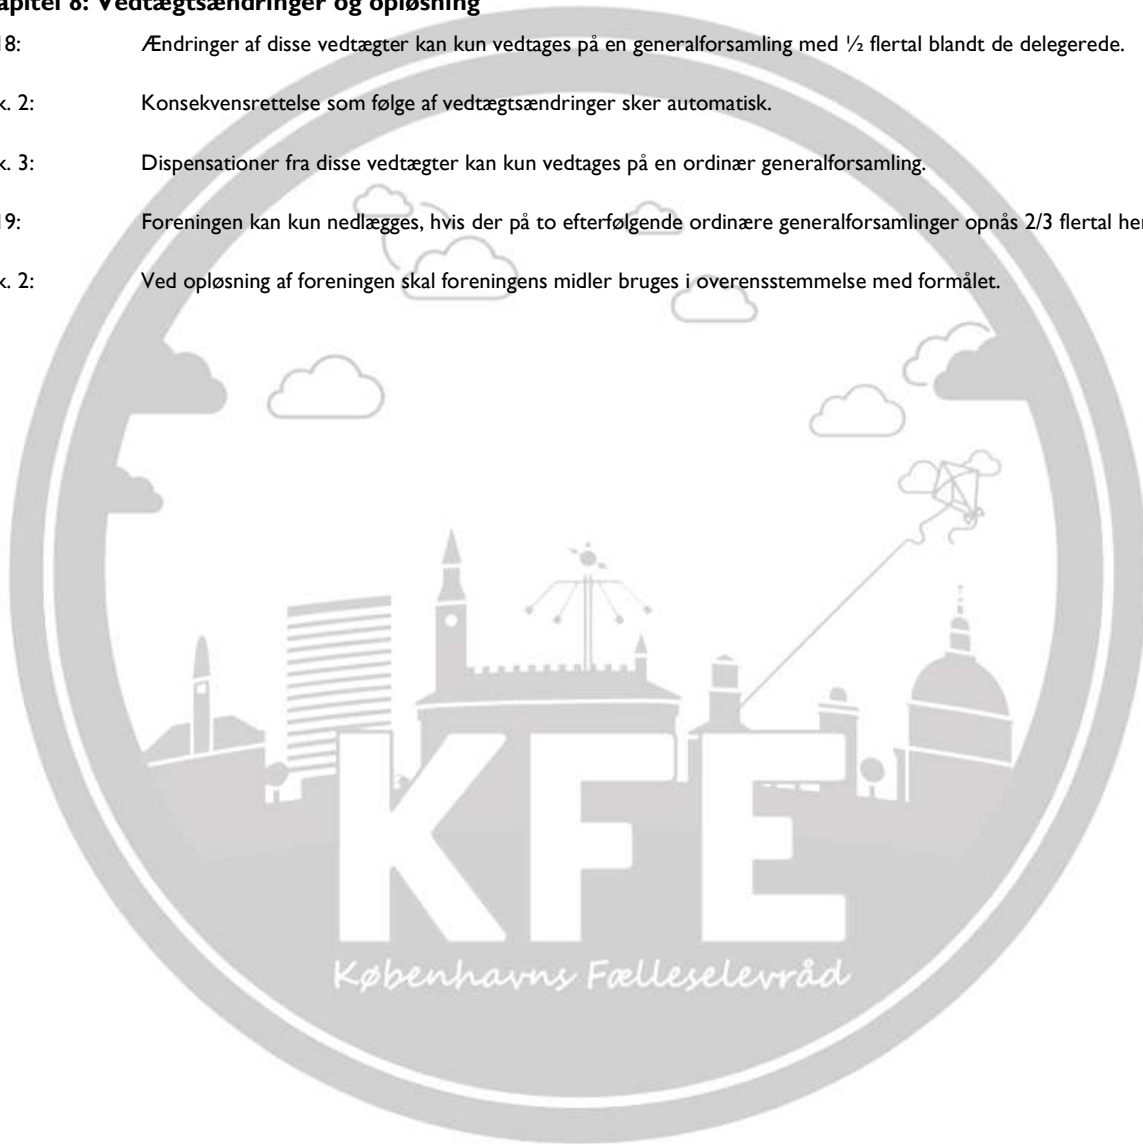 apitel 8: Vedtægtsændringer og opløsning
18: Ændringer af disse vedtægter kan kun vedtages på en generalforsamling med ½ flertal blandt de delegerede.
k. 2: Konsekvensrettelse som følge af vedtægtsændringer sker automatisk.
k. 3: Dispensationer fra disse vedtægter kan kun vedtages på en ordinær generalforsamling.
19: Foreningen kan kun nedlægges, hvis der på to efterfølgende ordinære generalforsamlinger opnås 2/3 flertal her
k. 2: Ved opløsning af foreningen skal foreningens midler bruges i overensstemmelse med formålet.
KFE
Københavns Fælleselevråd